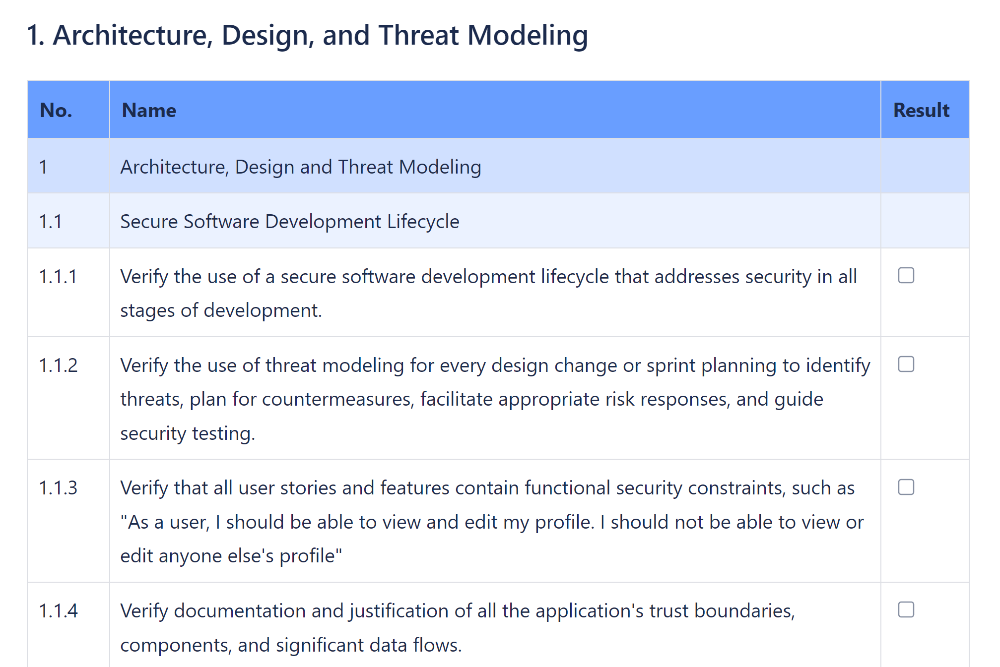 1. Architecture, Design, and Threat Modeling
No. Name Result
1 Architecture, Design and Threat Modeling
1.1 Secure Software Development Lifecycle
1.1.1 Verify the use of a secure software development lifecycle that addresses security in all
stages of development.
1.1.2 Verify the use of threat modeling for every design change or sprint planning to identify
threats, plan for countermeasures, facilitate appropriate risk responses, and guide
security testing.
1.1.3 Verify that all user stories and features contain functional security constraints, such as
"As a user, I should be able to view and edit my profile. I should not be able to view or
edit anyone else's profile"
1.1.4 Verify documentation and justification of all the application's trust boundaries,
components, and significant data flows.